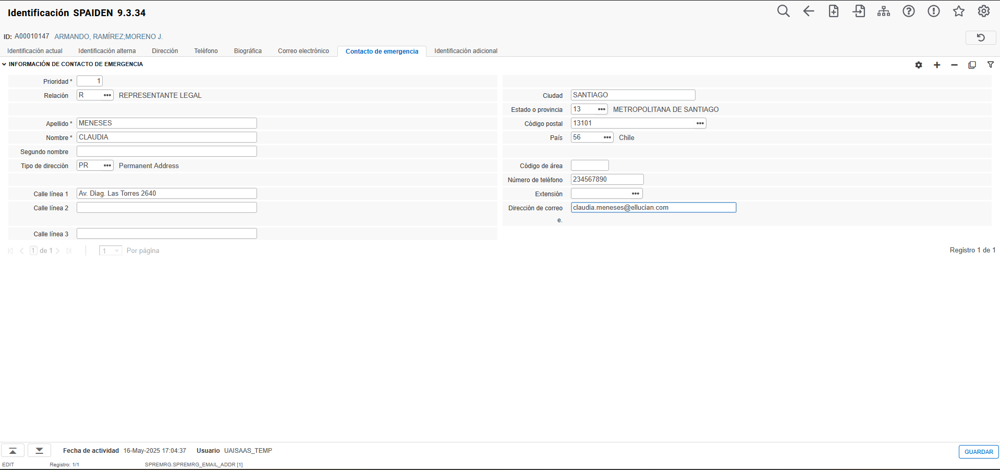 Identificación SPAIDEN 9.3.34
ID: A00010147 ARMANDO, RAMÍREZ;MORENO J.
Identificación actual Identificación alterna Dirección Teléfono Biográfica Correo electrónico Contacto de emergencia Identificación adicional
INFORMACIÓN DE CONTACTO DE EMERGENCIA
Prioridad * 1
Relación R ••• REPRESENTANTE LEGAL
Apellido * MENESES
Nombre * CLAUDIA
Segundo nombre
Tipo de dirección PR ••• Permanent Address
Calle línea 1 Av. Diag. Las Torres 2640
Calle línea 2
Calle línea 3
Ciudad SANTIAGO
Estado o provincia 13 ••• METROPOLITANA DE SANTIAGO
Código postal 13101 •••
País 56 ••• Chile
Código de área
Número de teléfono 234567890
Extensión •••
Dirección de correo claudia.meneses@ellucian.com
e.
1 de 1 1 Por página Registro 1 de 1
Fecha de actividad 16-May-2025 17:04:37 Usuario UAISAAS_TEMP GUARDAR
EDIT Registro: 1/1 SPREMRG.SPREMRG_EMAIL_ADDR [1]